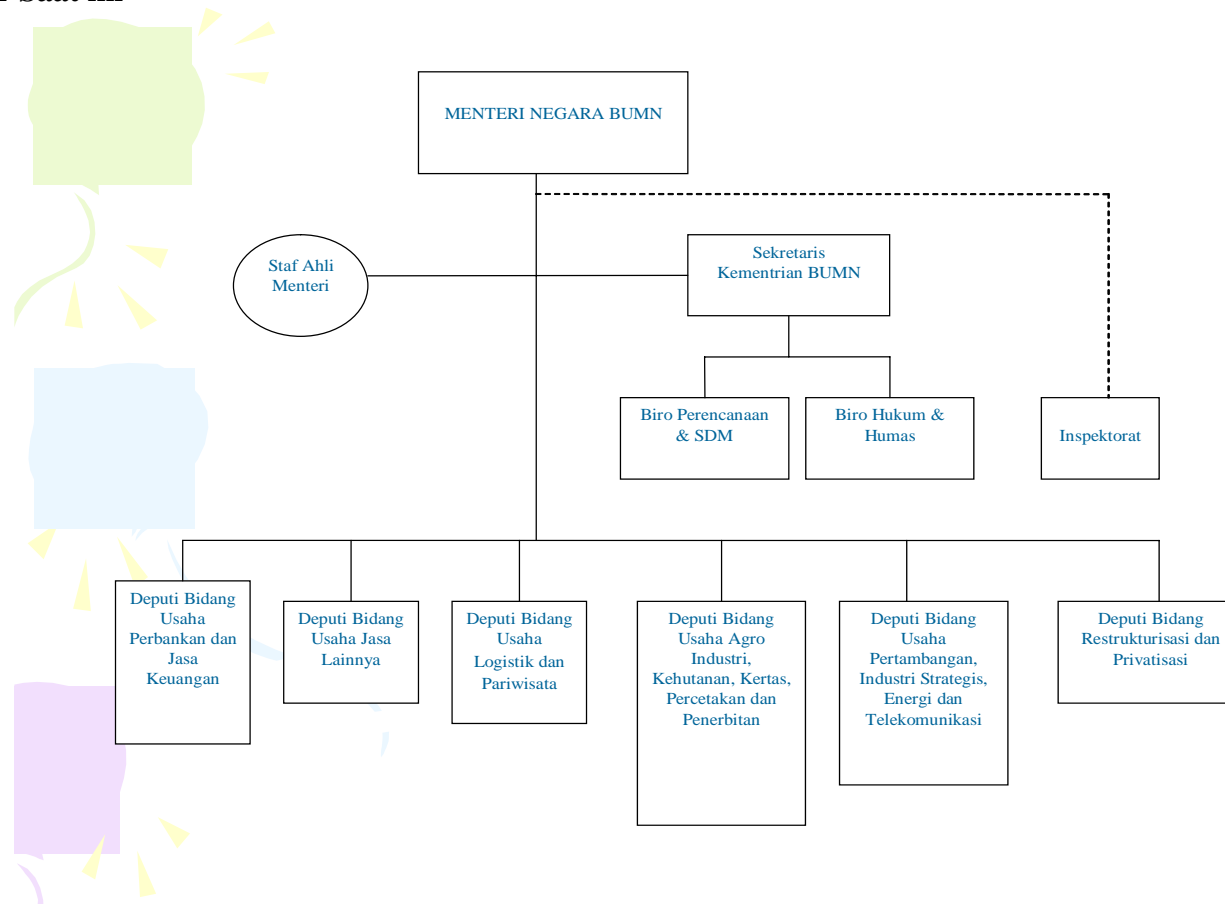 MENTERI NEGARA BUMN
Staf Ahli
Menteri
Sekretaris
Kementrian BUMN
Biro Perencanaan
& SDM
Biro Hukum &
Humas
Inspektorat
Deputi Bidang
Usaha
Perbankan dan
Jasa
Keuangan
Deputi Bidang
Usaha Jasa
Lainnya
Deputi Bidang
Usaha
Logistik dan
Pariwisata
Deputi Bidang
Usaha Agro
Industri,
Kehutanan, Kertas,
Percetakan dan
Penerbitan
Deputi Bidang
Usaha
Pertambangan,
Industri Strategis,
Energi dan
Telekomunikasi
Deputi Bidang
Restrukturisasi dan
Privatisasi